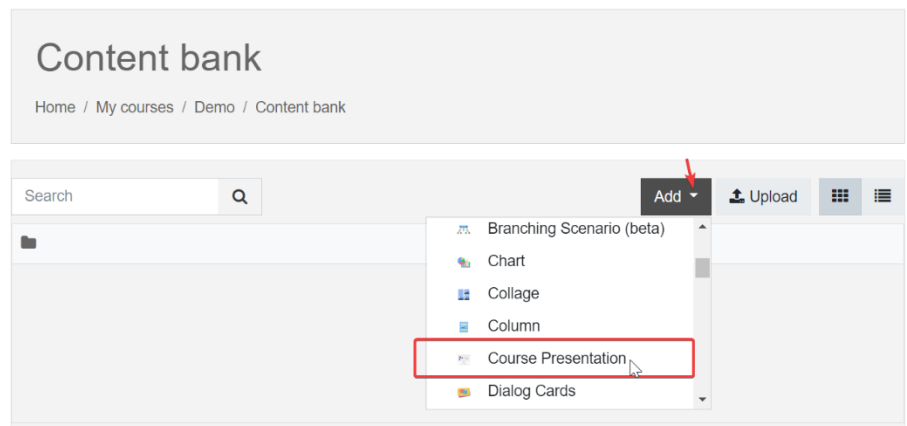 Content bank
Home / My courses / Demo / Content bank
Search
Add
Upload
Branching Scenario (beta)
Chart
Collage
Column
Course Presentation
Dialog Cards